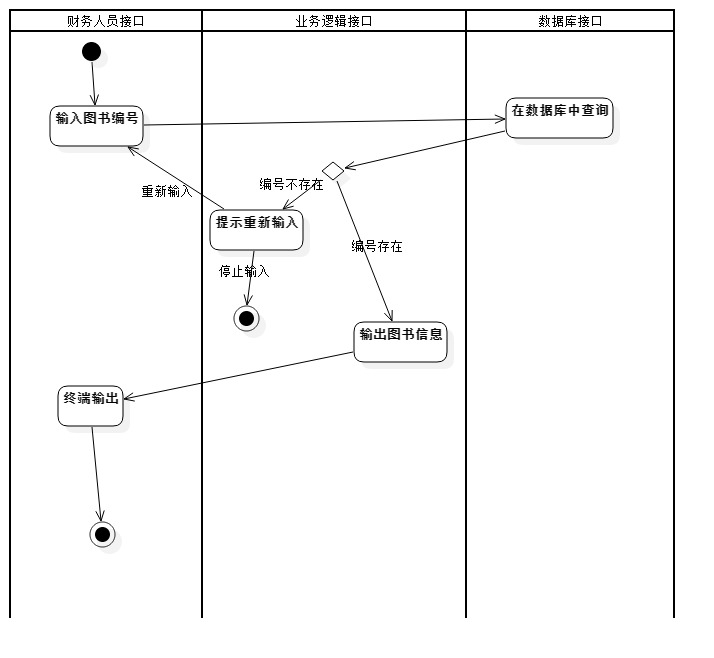 财务人员接口
业务逻辑接口
数据库接口
输入图书编号
在数据库中查询
重新输入
编号不存在
提示重新输入
编号存在
停止输入
输出图书信息
终端输出